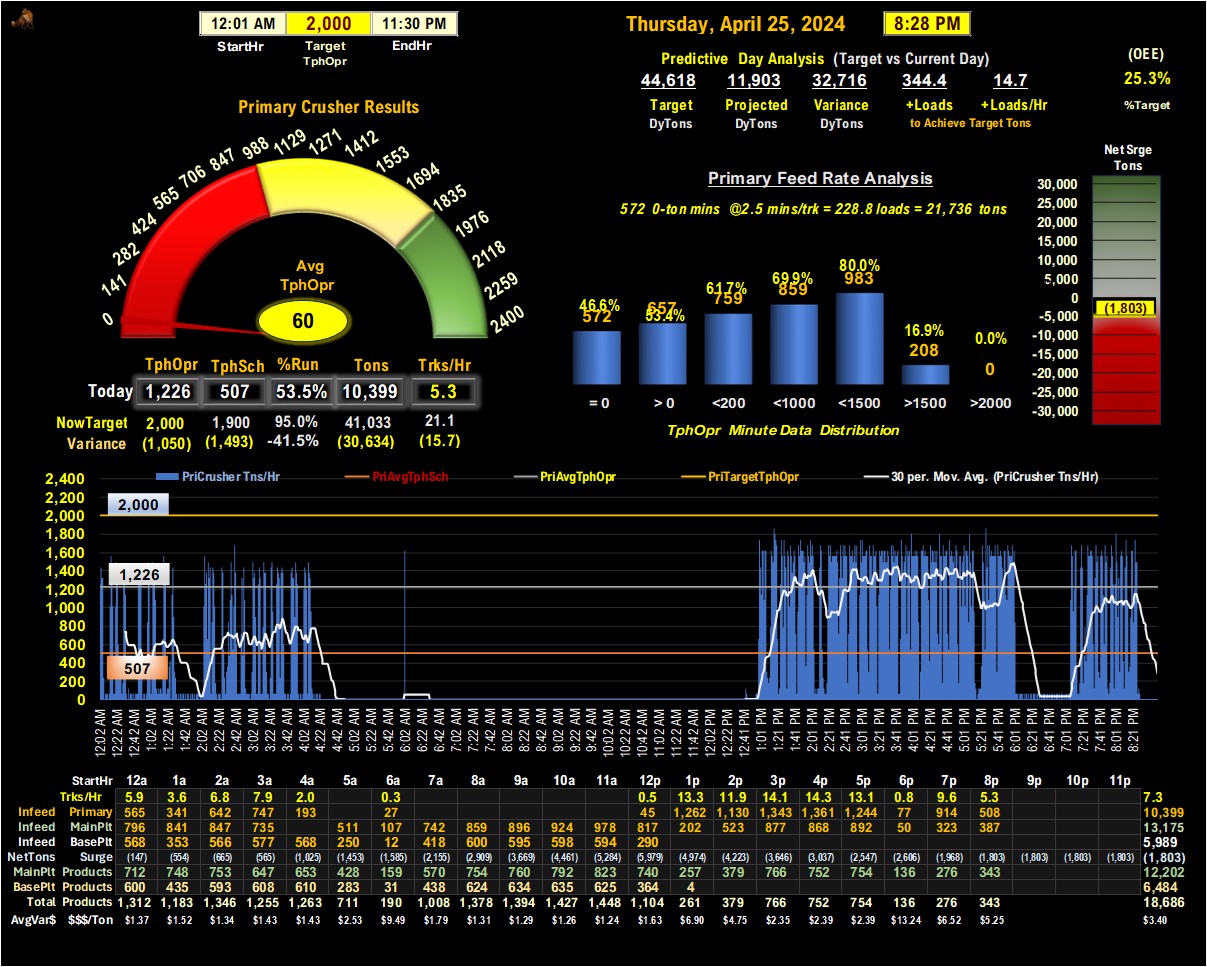 12:01 AM 2,000 11:30 PM
StartHr Target EndHr
TphOpr
Thursday, April 25, 2024 8:28 PM
Predictive Day Analysis (Target vs Current Day)
44,618 11,903 32,716 344.4 14.7
Target Projected Variance +Loads +Loads/Hr
DyTons DyTons DyTons to Achieve Target Tons
(OEE)
25.3%
%Target
Primary Crusher Results
0 141 282 424 565 706 847 988 1129 1271 1412 1553 1694 1835 1976 2118 2259 2400
Avg
TphOpr
60
TphOpr TphSch %Run Tons Trks/Hr
Today 1,226 507 53.5% 10,399 5.3
NowTarget 2,000 1,900 95.0% 41,033 21.1
Variance (1,050) (1,493) -41.5% (30,634) (15.7)
Primary Feed Rate Analysis
572 0-ton mins @2.5 mins/trk = 228.8 loads = 21,736 tons
46.6% 53.4% 61.7% 69.9% 80.0% 16.9% 0.0%
572 657 759 859 983 208 0
= 0 > 0 <200 <1000 <1500 >1500 >2000
TphOpr Minute Data Distribution
Net Srge
Tons
30,000
25,000
20,000
15,000
10,000
5,000
0
(1,803)
-5,000
-10,000
-15,000
-20,000
-25,000
-30,000
PriCrusher Tns/Hr PriAvgTphSch PriAvgTphOpr PriTargetTphOpr 30 per. Mov. Avg. (PriCrusher Tns/Hr)
2,400
2,200
2,000
1,800
1,600
1,400
1,200
1,000
800
600
400
200
0
2,000
1,226
507
12:02 AM 12:22 AM 12:42 AM 1:02 AM 1:22 AM 1:42 AM 2:02 AM 2:22 AM 2:42 AM 3:02 AM 3:22 AM 3:42 AM 4:02 AM 4:22 AM 4:42 AM 5:02 AM 5:22 AM 5:42 AM 6:02 AM 6:22 AM 6:42 AM 7:02 AM 7:22 AM 7:42 AM 8:02 AM 8:22 AM 8:42 AM 9:02 AM 9:22 AM 9:42 AM 10:02 AM 10:22 AM 10:42 AM 11:02 AM 11:22 AM 11:42 AM 12:02 PM 12:22 PM 12:41 PM 1:01 PM 1:21 PM 1:41 PM 2:01 PM 2:21 PM 2:41 PM 3:01 PM 3:21 PM 3:41 PM 4:01 PM 4:21 PM 4:41 PM 5:01 PM 5:21 PM 5:41 PM 6:01 PM 6:21 PM 6:41 PM 7:01 PM 7:21 PM 7:41 PM 8:01 PM 8:21 PM
StartHr 12a 1a 2a 3a 4a 5a 6a 7a 8a 9a 10a 11a 12p 1p 2p 3p 4p 5p 6p 7p 8p 9p 10p 11p
Trks/Hr 5.9 3.6 6.8 7.9 2.0 0.3 0.5 13.3 11.9 14.1 14.3 13.1 0.8 9.6 5.3 7.3
Infeed Primary 565 341 642 747 193 27 45 1,262 1,130 1,343 1,361 1,244 77 914 508 10,399
Infeed MainPlt 796 841 847 735 511 107 742 859 896 924 978 817 202 523 877 868 892 50 323 387 13,175
Infeed BasePlt 568 353 566 577 568 250 12 418 600 595 598 594 290 5,989
NetTons Surge (147) (554) (665) (565) (1,025) (1,453) (1,585) (2,155) (2,909) (3,669) (4,461) (5,284) (5,979) (4,974) (4,223) (3,646) (3,037) (2,547) (2,606) (1,968) (1,803) (1,803) (1,803) (1,803) (1,803)
MainPlt Products 712 748 753 647 653 428 159 570 754 760 792 823 740 257 379 766 752 754 136 276 343 12,202
BasePlt Products 600 435 593 608 610 283 31 438 624 634 635 625 364 4 6,484
Total Products 1,312 1,183 1,346 1,255 1,263 711 190 1,008 1,378 1,394 1,427 1,448 1,104 261 379 766 752 754 136 276 343 18,686
AvgVar$ $$$/Ton $1.37 $1.52 $1.34 $1.43 $1.43 $2.53 $9.49 $1.79 $1.31 $1.29 $1.26 $1.24 $1.63 $6.90 $4.75 $2.35 $2.39 $2.39 $13.24 $6.52 $5.25 $3.40